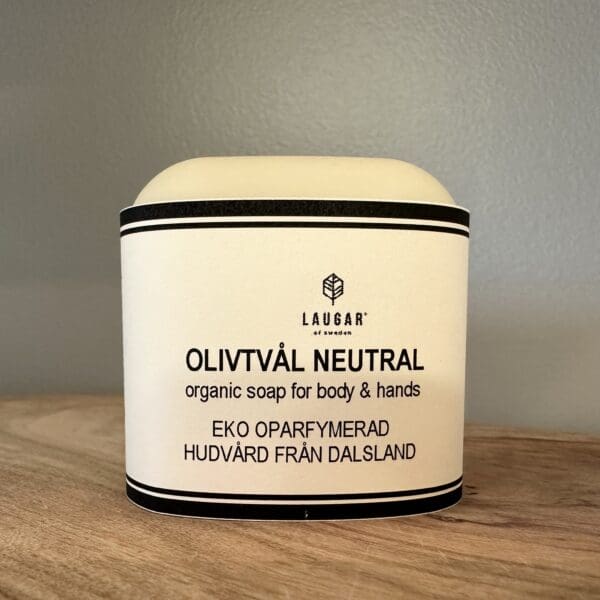 LAUGAR®
of sweden
OLIVTVÅL NEUTRAL
organic soap for body & hands
EKO OPARFYMERAD
HUDVÅRD FRÅN DALSLAND